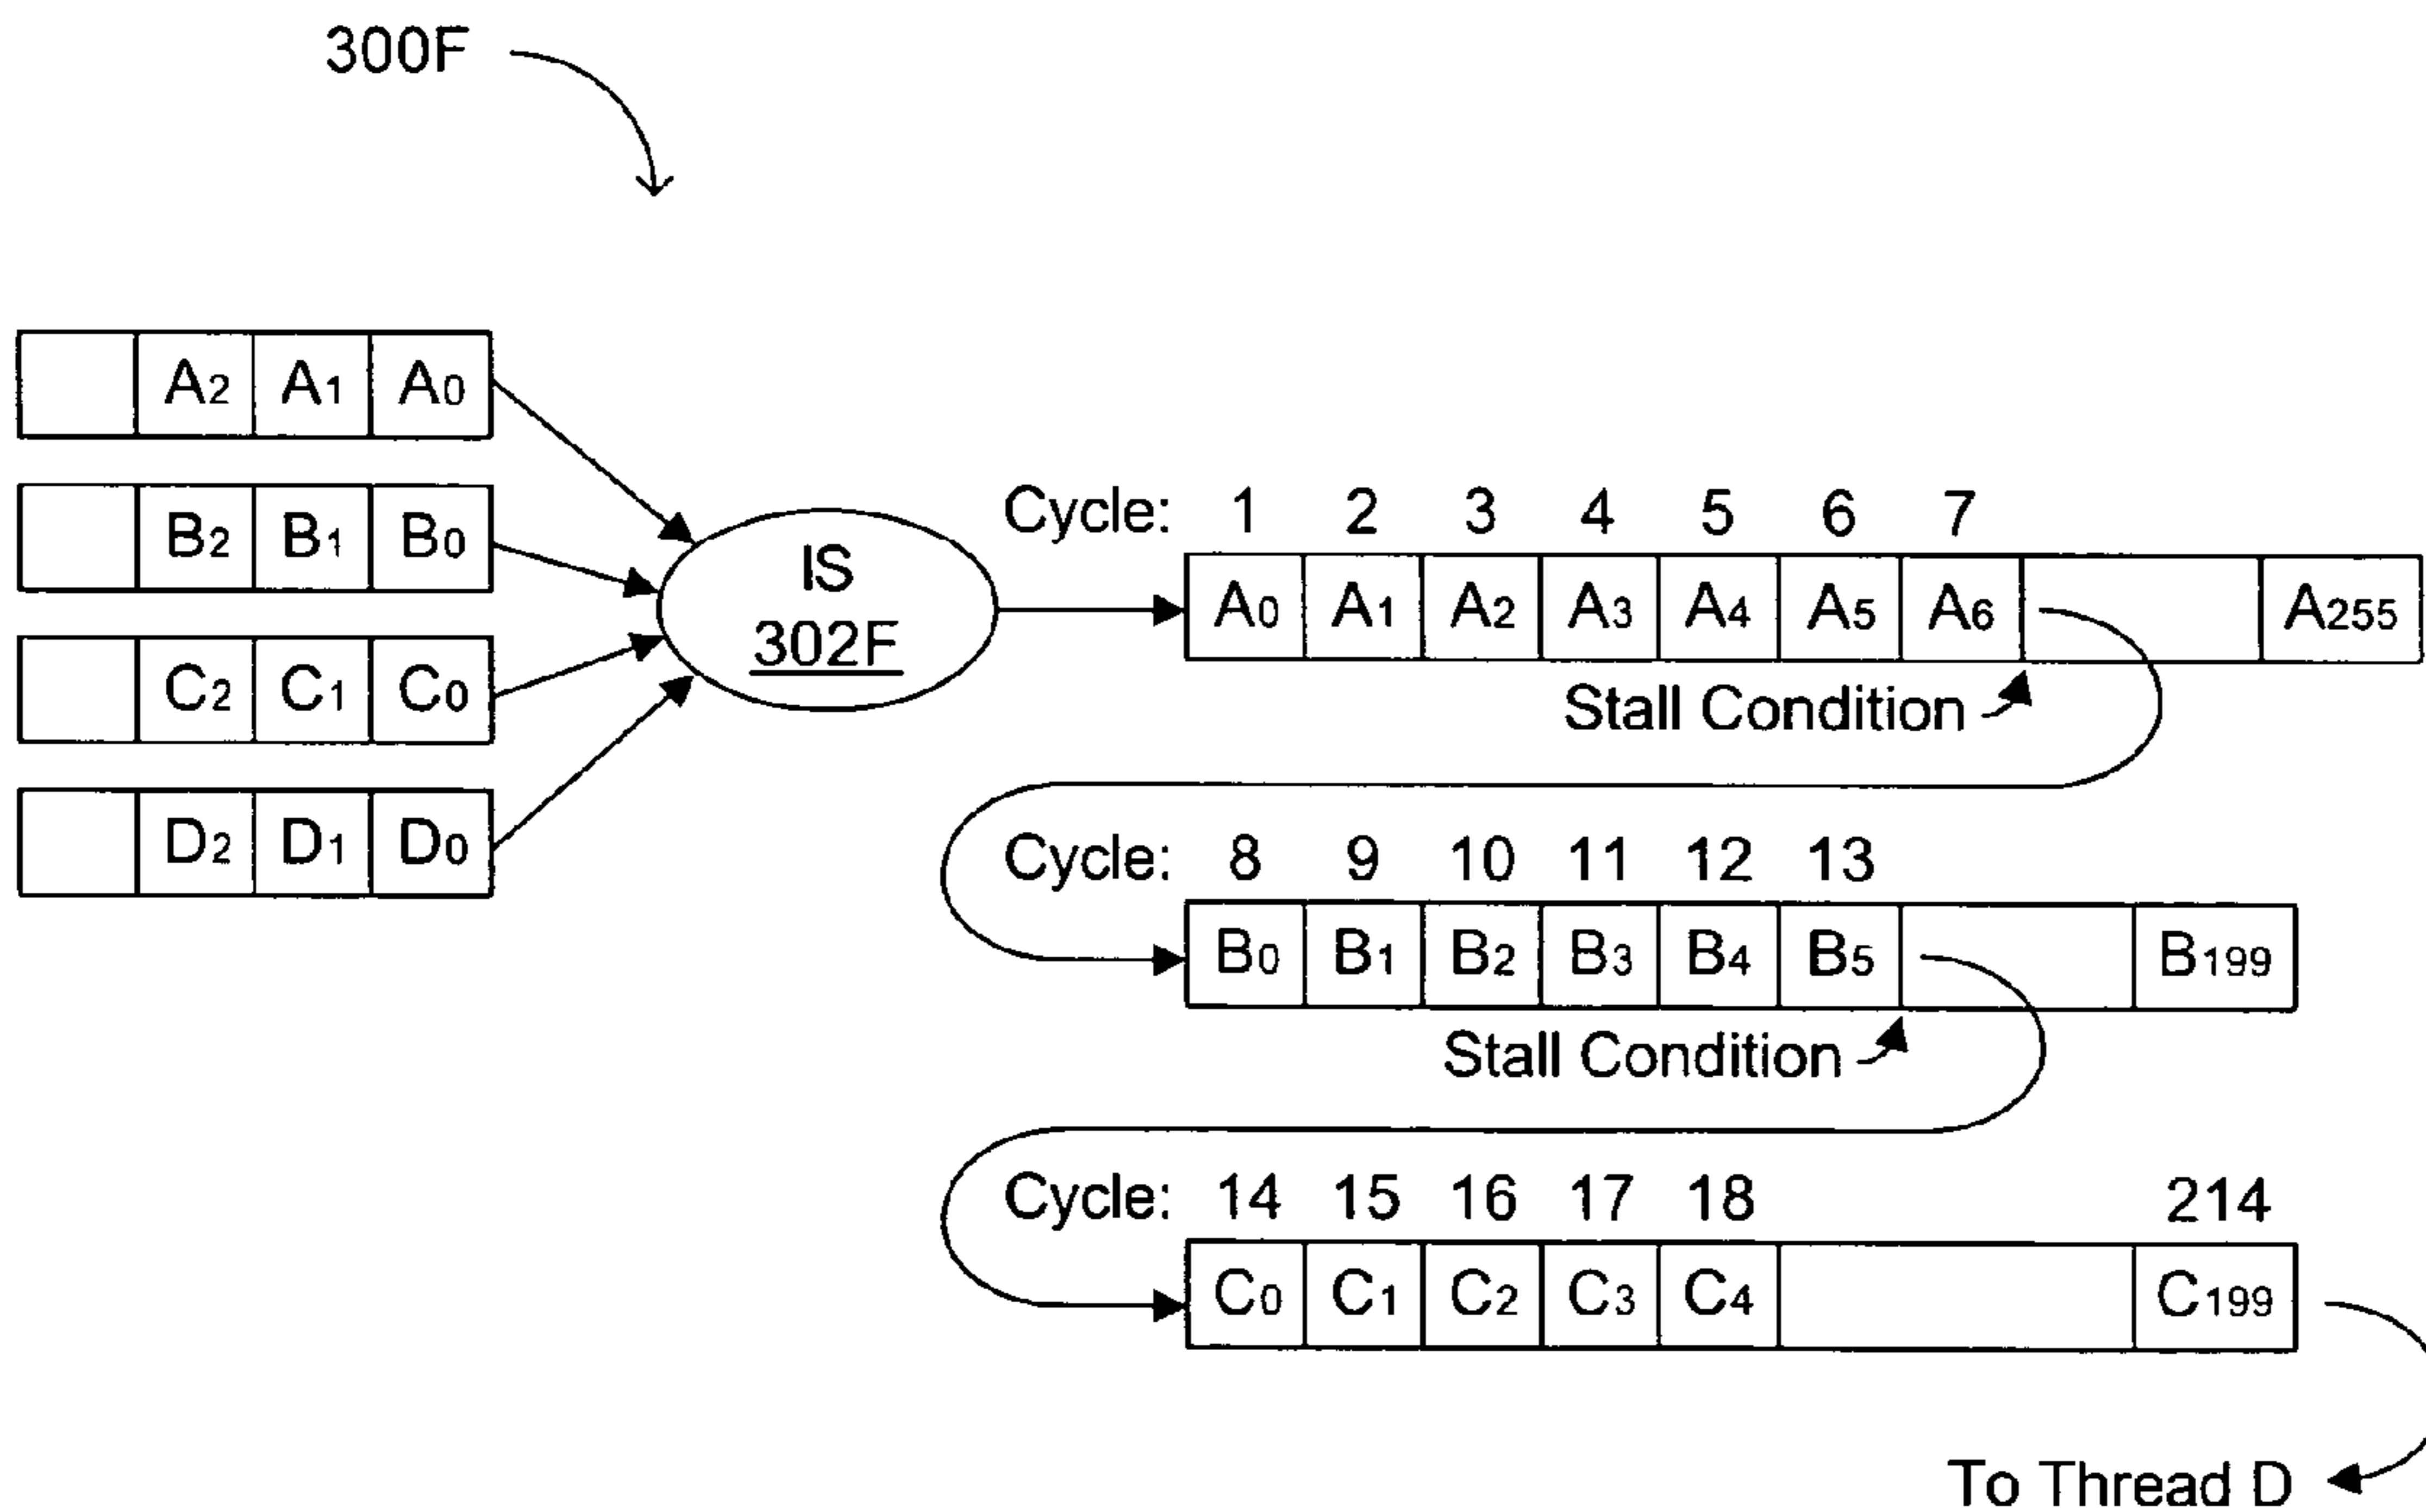 300F
A2 A1 A0
B2 B1 B0
C2 C1 C0
D2 D1 D0
IS
302F
Cycle: 1 2 3 4 5 6 7
A0 A1 A2 A3 A4 A5 A6 A255
Stall Condition
Cycle: 8 9 10 11 12 13
B0 B1 B2 B3 B4 B5 B199
Stall Condition
Cycle: 14 15 16 17 18 214
C0 C1 C2 C3 C4 C199
To Thread D